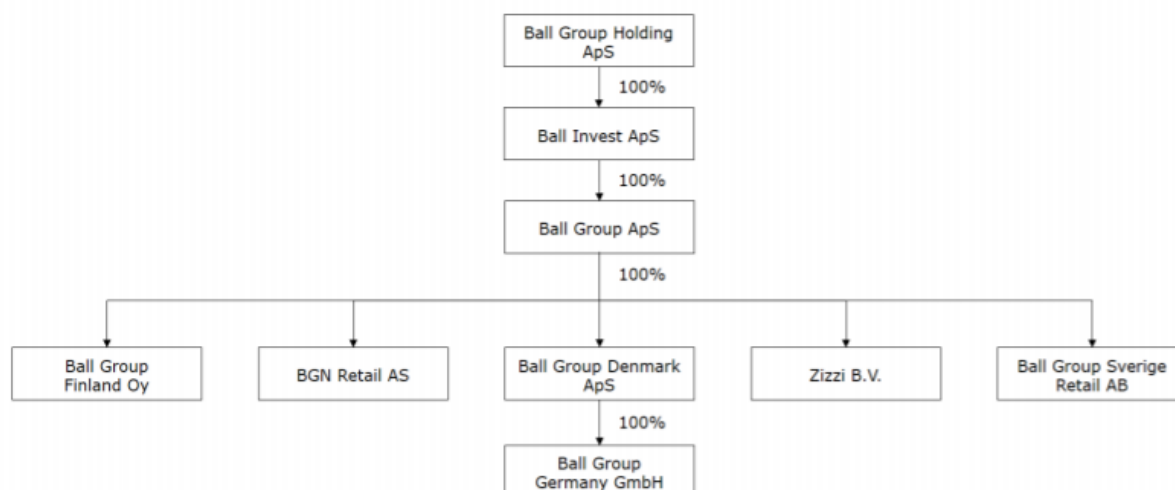 Ball Group Holding
ApS
100%
Ball Invest ApS
100%
Ball Group ApS
100%
Ball Group
Finland Oy
BGN Retail AS
Ball Group Denmark
ApS
Zizzi B.V.
Ball Group Sverige
Retail AB
100%
Ball Group
Germany GmbH